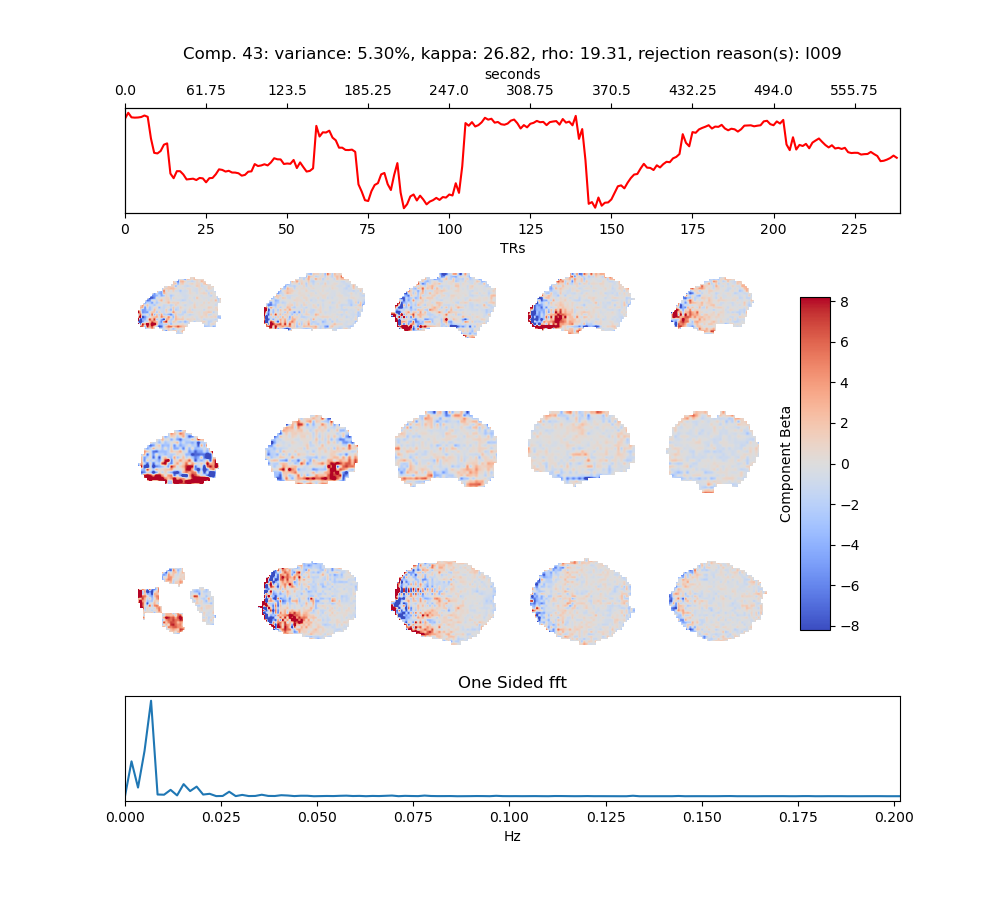 Comp. 43: variance: 5.30%, kappa: 26.82, rho: 19.31, rejection reason(s): I009
seconds
0.0 61.75 123.5 185.25 247.0 308.75 370.5 432.25 494.0 555.75
0 25 50 75 100 125 150 175 200 225
TRs
8
6
4
2
0
−2
−4
−6
−8
Component Beta
One Sided fft
0.000 0.025 0.050 0.075 0.100 0.125 0.150 0.175 0.200
Hz